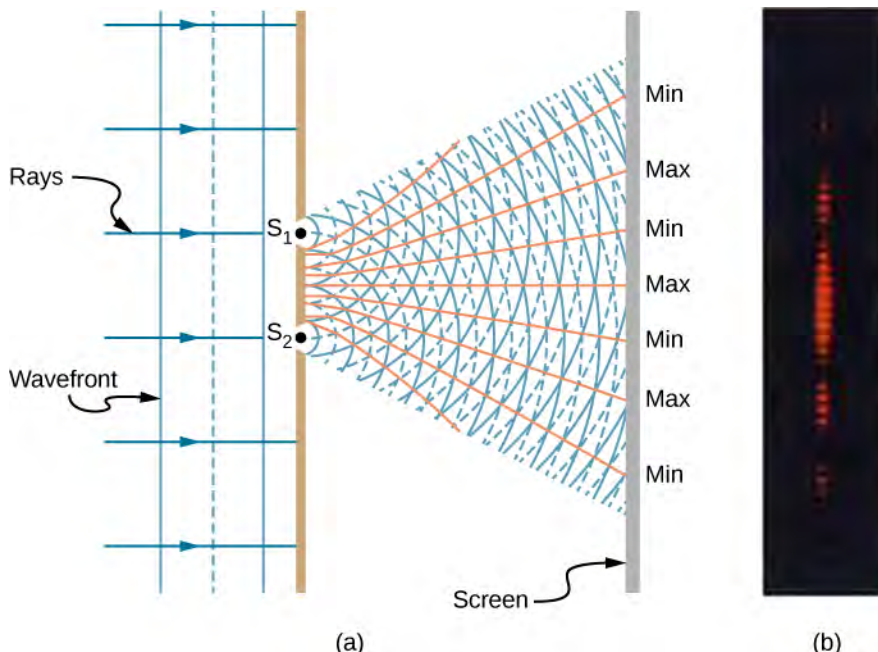 Rays
Wavefront
S1
S2
Min
Max
Min
Max
Min
Max
Min
Screen
(a)
(b)